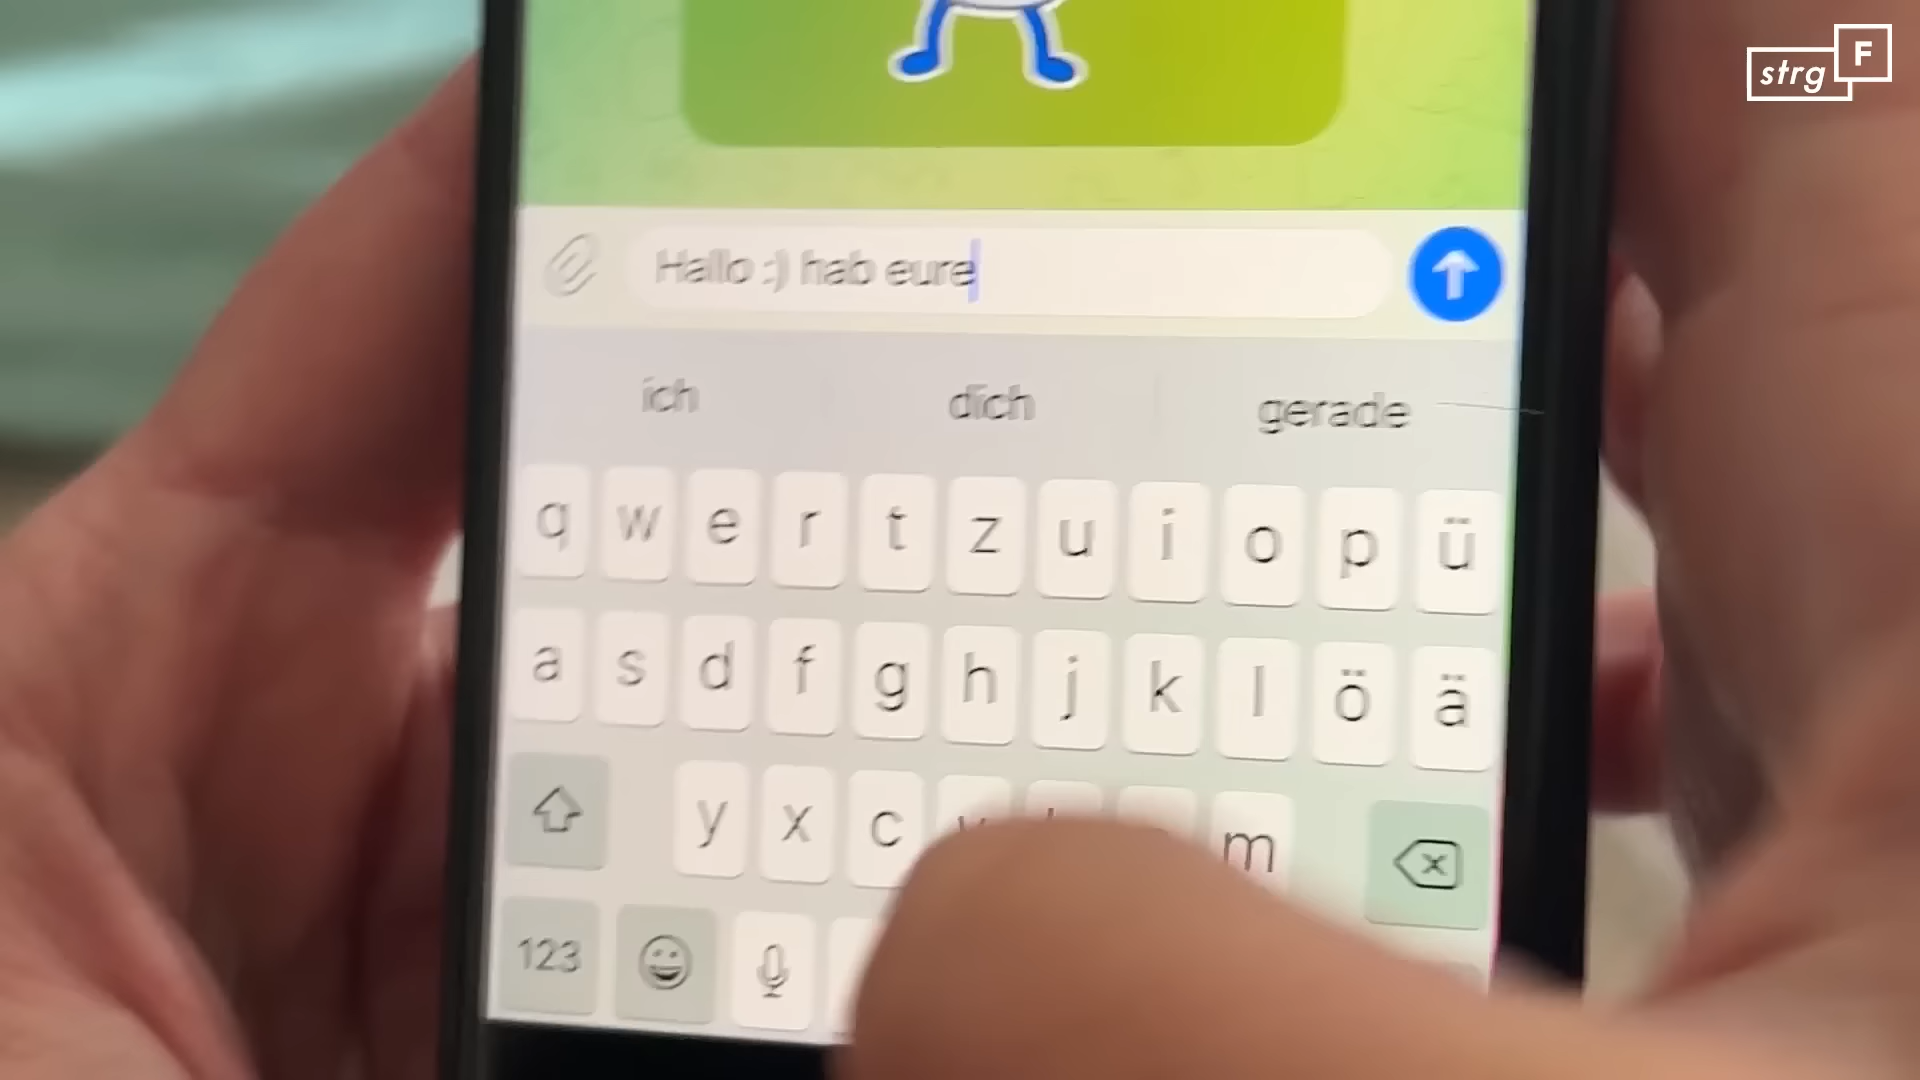 strg F
Hallo :) hab eure
ich dich gerade
q w e r t z u i o p ü
a s d f g h j k l ö ä
y x c m
123